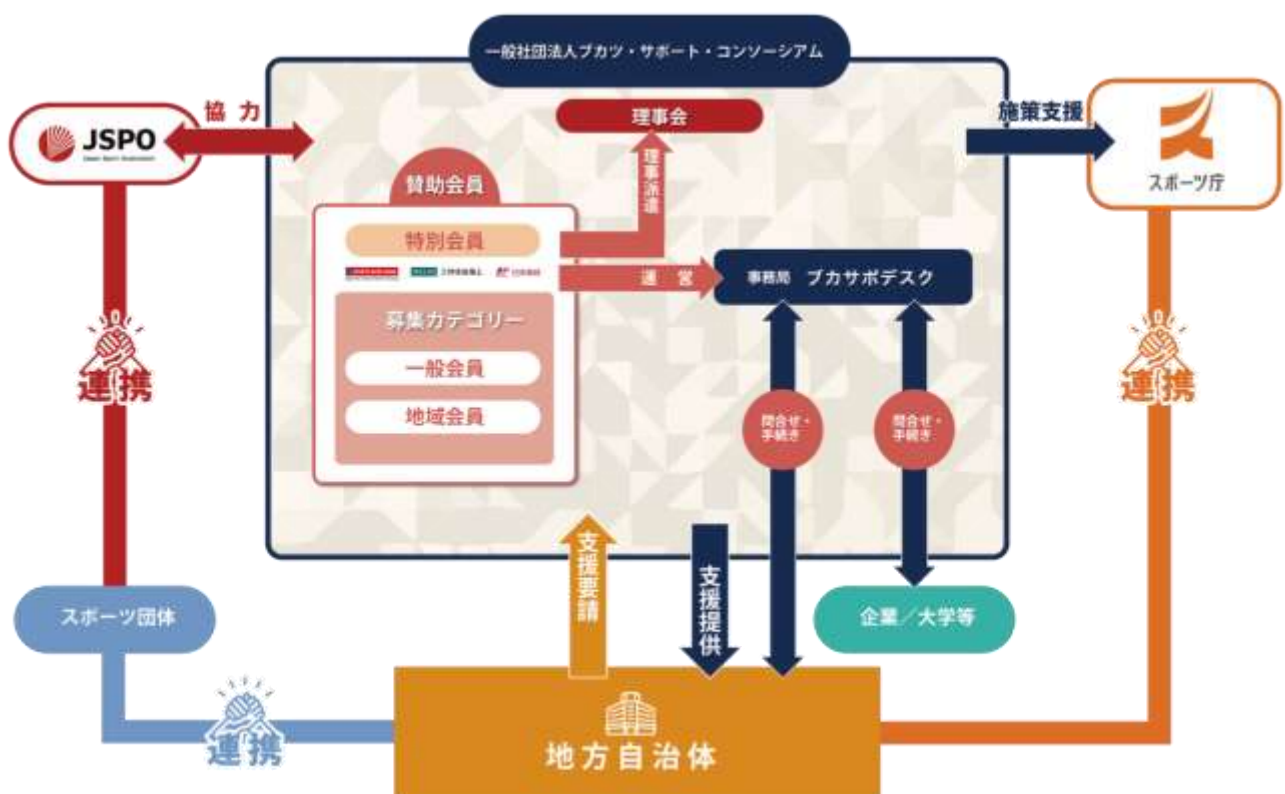 一般社団法人ブカツ・サポート・コンソーシアム
JSPO
協力
理事会
施策支援
スポーツ庁
理事派遣
賛助会員
特別会員
運営
事務局 ブカサポデスク
募集カテゴリー
一般会員
地域会員
連携
連携
問合せ・
手続き
問合せ・
手続き
支援要請
支援提供
スポーツ団体
企業／大学等
連携
地方自治体